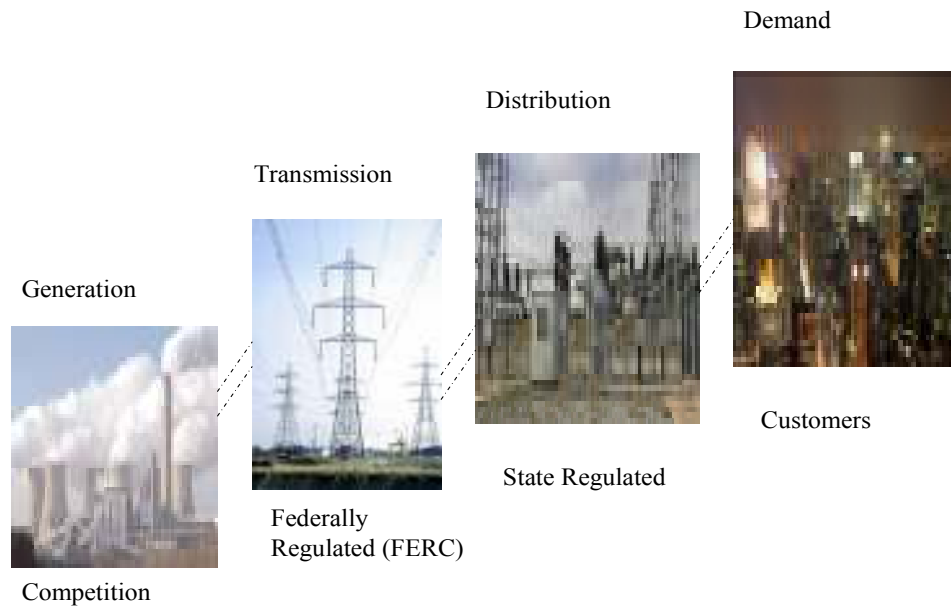 Demand
Distribution
Transmission
Generation
Customers
State Regulated
Federally
Regulated (FERC)
Competition